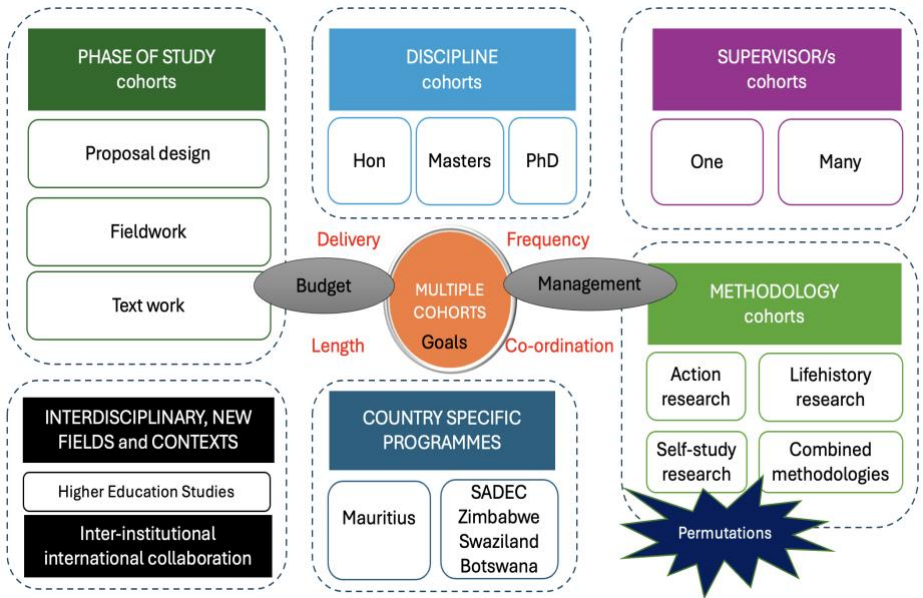 PHASE OF STUDY
cohorts
Proposal design
Fieldwork
Text work
DISCIPLINE
cohorts
Hon
Masters
PhD
SUPERVISOR/s
cohorts
One
Many
Delivery
Frequency
Budget
MULTIPLE
COHORTS
Goals
Management
Length
Co-ordination
METHODOLOGY
cohorts
Action
research
Lifehistory
research
Self-study
research
Combined
methodologies
Permutations
INTERDISCIPLINARY, NEW
FIELDS and CONTEXTS
Higher Education Studies
Inter-institutional
international collaboration
COUNTRY SPECIFIC
PROGRAMMES
Mauritius
SADEC
Zimbabwe
Swaziland
Botswana